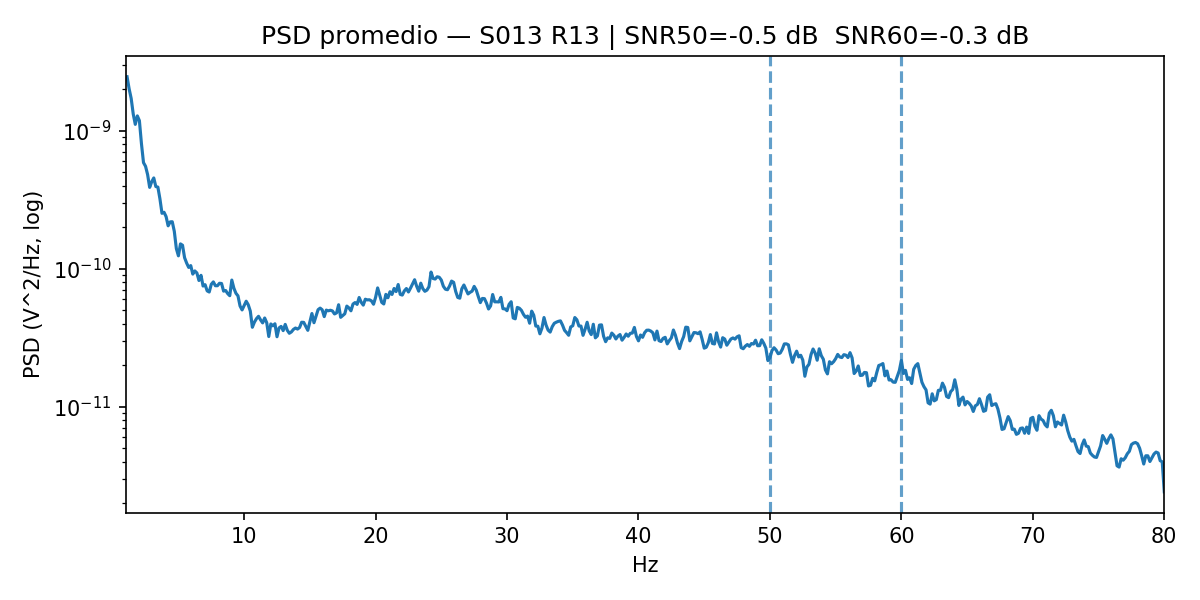 PSD promedio — S013 R13 | SNR50=-0.5 dB  SNR60=-0.3 dB
PSD (V^2/Hz, log)
10⁻⁹
10⁻¹⁰
10⁻¹¹
10 20 30 40 50 60 70 80
Hz